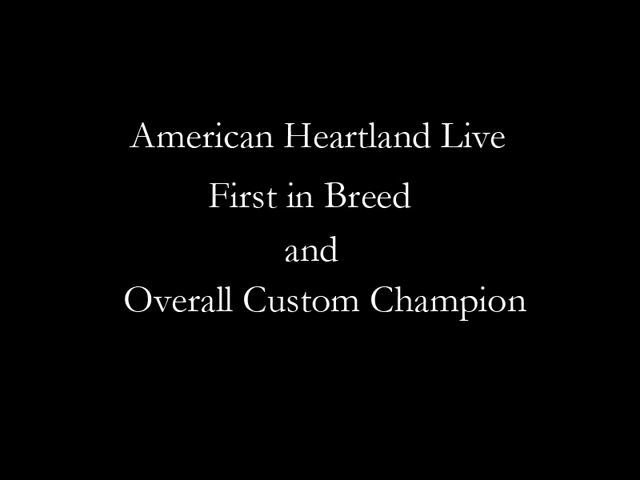 American Heartland Live
First in Breed
and
Overall Custom Champion